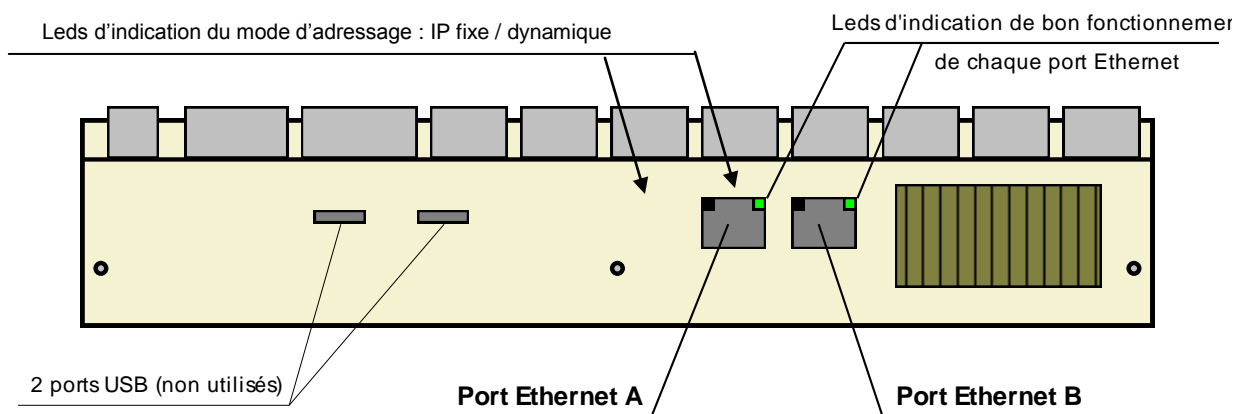 Leds d'indication de bon fonctionnemer
Leds d’indication du mode d’adressage : IP fixe / dynamique
de chaque port Ethernet
2 ports USB (non utilisés)
Port Ethernet A
Port Ethernet B